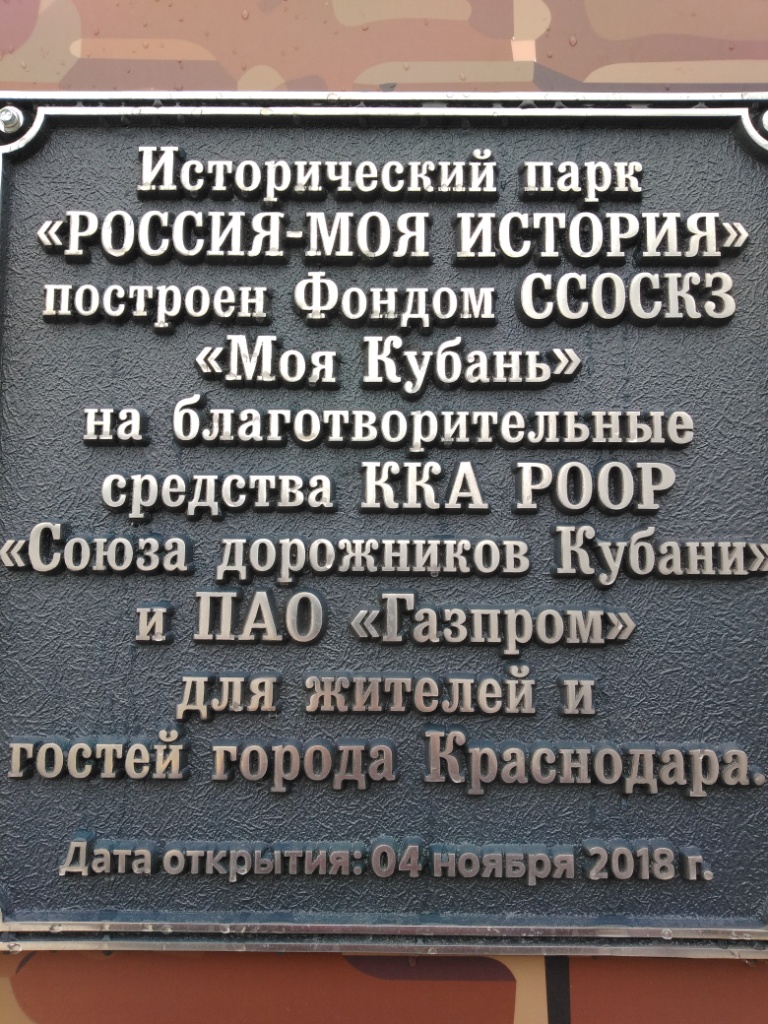 Исторический парк
«РОССИЯ-МОЯ ИСТОРИЯ»
построен Фондом ССОСКЗ
«Моя Кубань»
на благотворительные
средства ККА РООР
«Союза дорожников Кубани»
и ПАО «Газпром»
для жителей и
гостей города Краснодара.
Дата открытия: 04 ноября 2018 г.